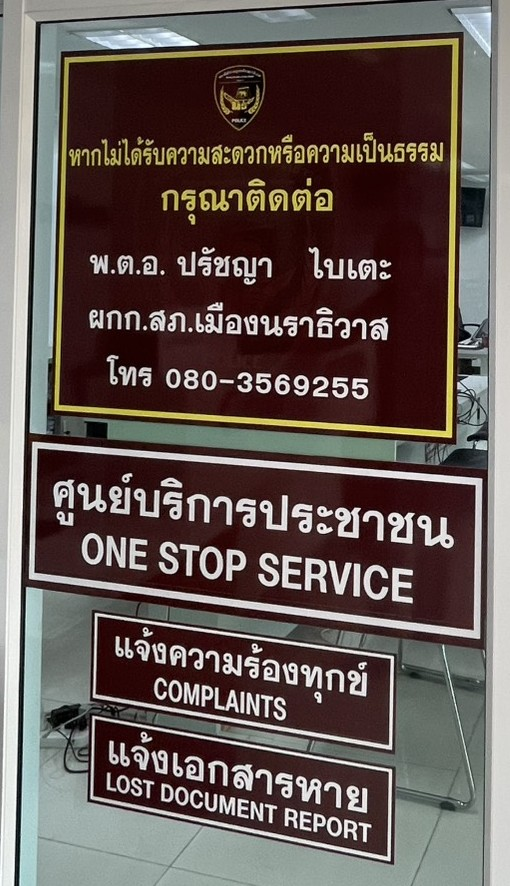 POLICE
หากไม่ได้รับความสะดวกหรือความเป็นธรรม
กรุณาติดต่อ
พ.ต.อ. ปรัชญา ไบเตะ
ผกก.สภ.เมืองนราธิวาส
โทร 080-3569255
ศูนย์บริการประชาชน
ONE STOP SERVICE
แจ้งความร้องทุกข์
COMPLAINTS
แจ้งเอกสารหาย
LOST DOCUMENT REPORT